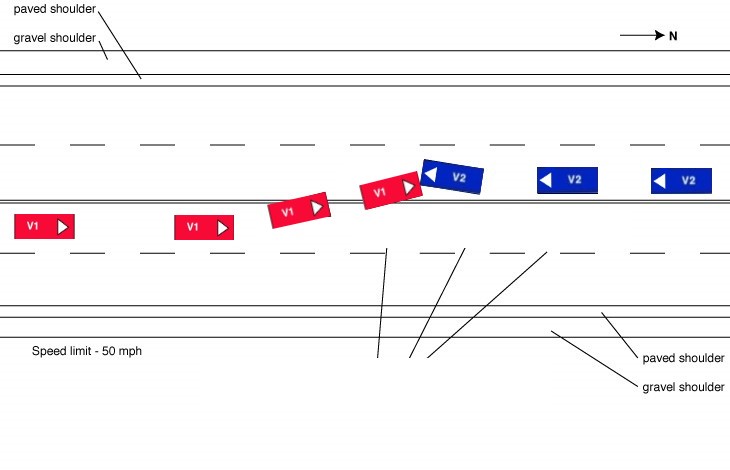 paved shoulder
gravel shoulder
N
V2
V2
V2
V1
V1
V1
V1
Speed limit - 50 mph
paved shoulder
gravel shoulder